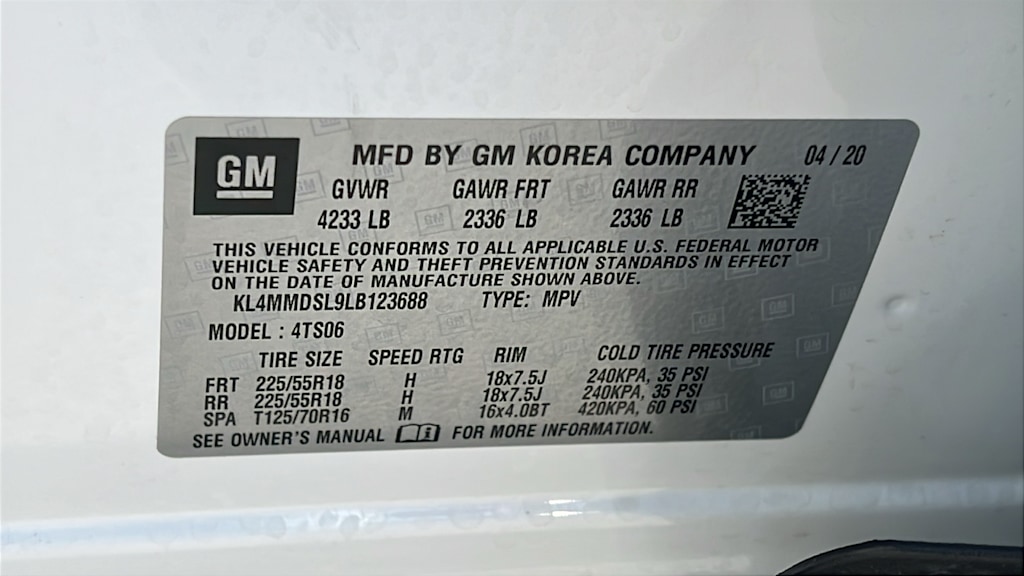 GM MFD BY GM KOREA COMPANY 04 / 20
GVWR GAWR FRT GAWR RR
4233 LB 2336 LB 2336 LB
THIS VEHICLE CONFORMS TO ALL APPLICABLE U.S. FEDERAL MOTOR
VEHICLE SAFETY AND THEFT PREVENTION STANDARDS IN EFFECT
ON THE DATE OF MANUFACTURE SHOWN ABOVE.
KL4MMDSL9LB123688 TYPE: MPV
MODEL : 4TS06
TIRE SIZE SPEED RTG RIM COLD TIRE PRESSURE
FRT 225/55R18 H 18x7.5J 240KPA, 35 PSI
RR 225/55R18 H 18x7.5J 240KPA, 35 PSI
SPA T125/70R16 M 16x4.0BT 420KPA, 60 PSI
SEE OWNER'S MANUAL FOR MORE INFORMATION.